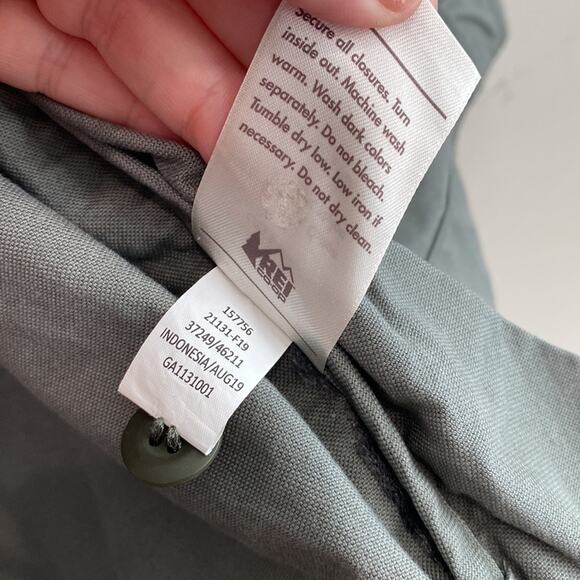 Secure all closures. Turn
inside out. Machine wash
warm. Wash dark colors
separately. Do not bleach.
Tumble dry low. Low iron if
necessary. Do not dry clean.
REI
CO·OP
157756
21131-F19
37249/46211
INDONESIA/AUG19
GA1131001